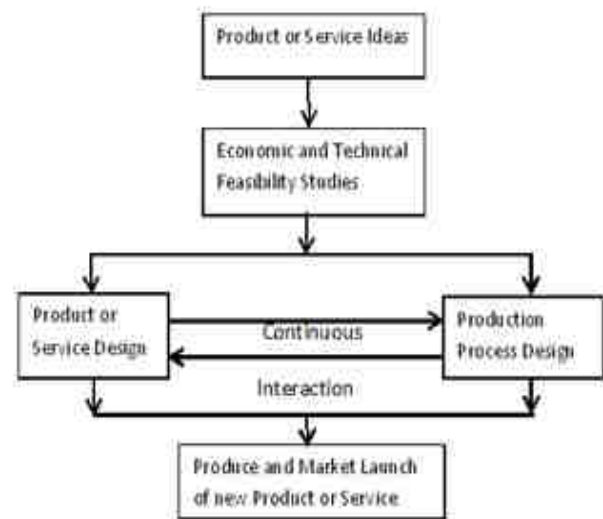 Product or Service Ideas
Economic and Technical
Feasibility Studies
Product or
Service Design
Continuous
Interaction
Production
Process Design
Produce and Market Launch
of new Product or Service